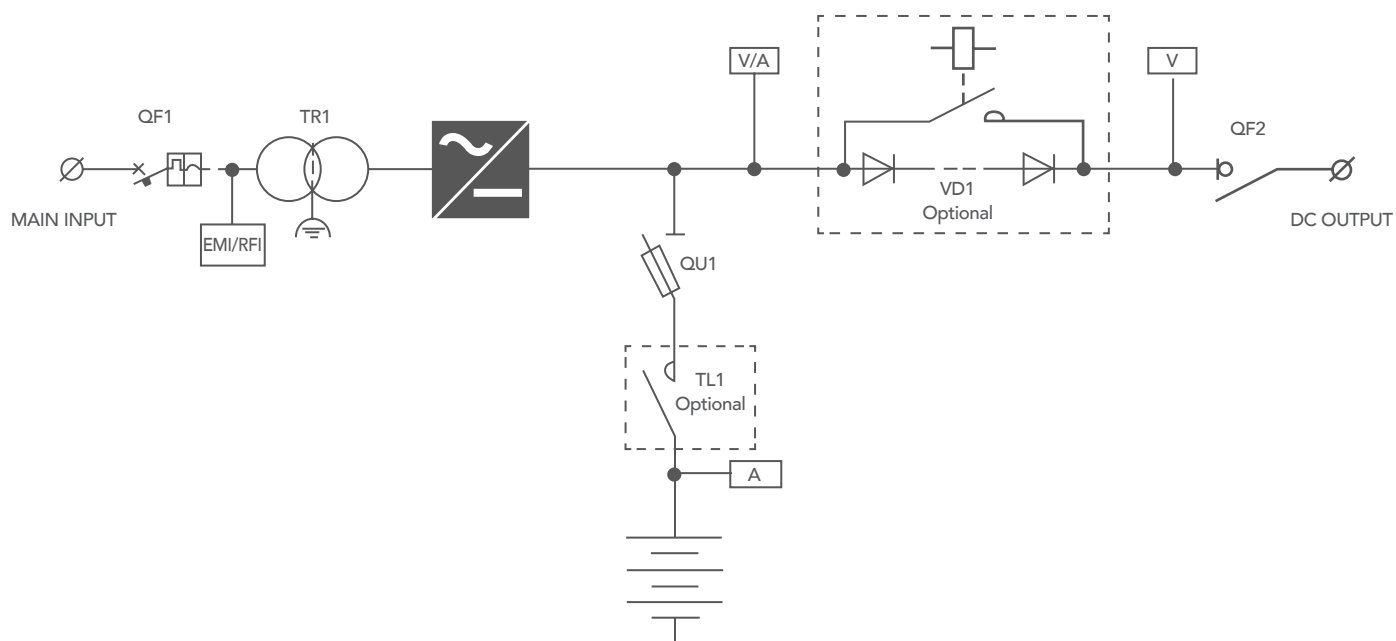 V/A
V
QF1
TR1
QF2
MAIN INPUT
EMI/RFI
VD1
Optional
DC OUTPUT
QU1
TL1
Optional
A